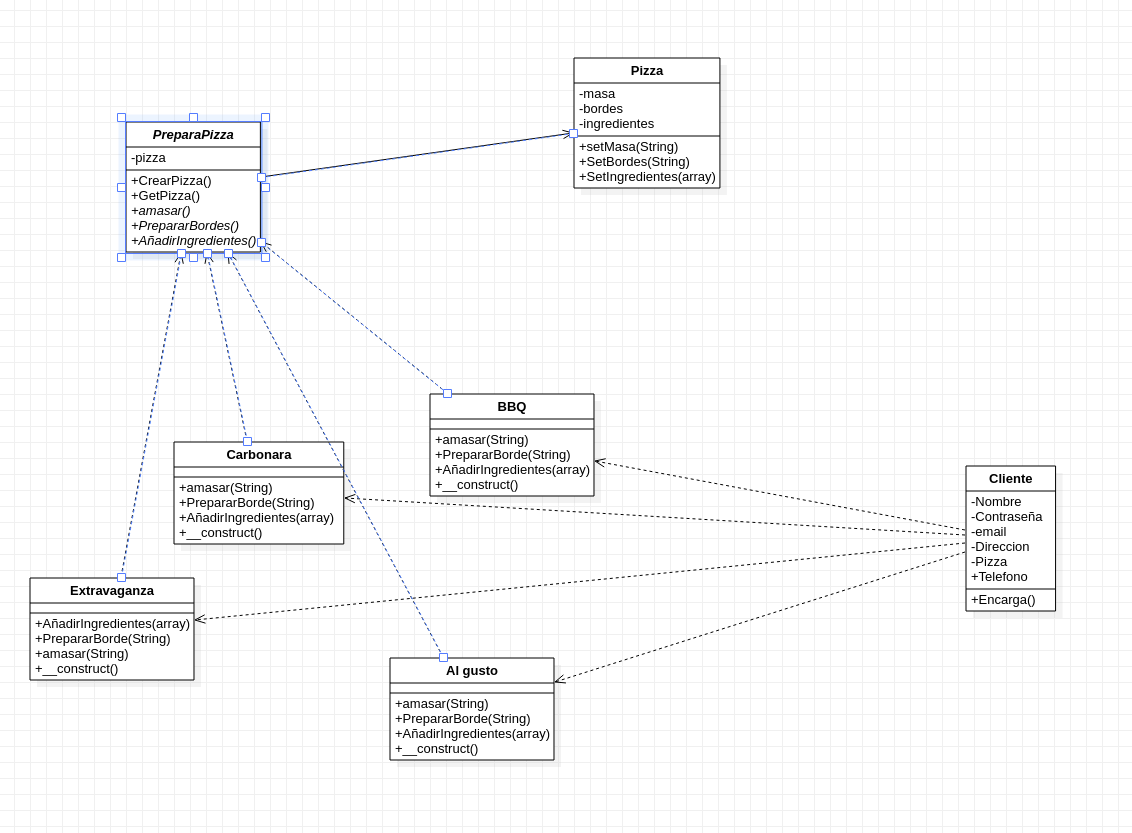 Pizza
-masa
-bordes
-ingredientes
+setMasa(String)
+SetBordes(String)
+SetIngredientes(array)
PreparaPizza
-pizza
+CrearPizza()
+GetPizza()
+amasar()
+PrepararBordes()
+AñadirIngredientes()
BBQ
+amasar(String)
+PrepararBorde(String)
+AñadirIngredientes(array)
+__construct()
Carbonara
+amasar(String)
+PrepararBorde(String)
+AñadirIngredientes(array)
+__construct()
Cliente
-Nombre
-Contraseña
-email
-Direccion
-Pizza
+Telefono
+Encarga()
Extravaganza
+AñadirIngredientes(array)
+PrepararBorde(String)
+amasar(String)
+__construct()
Al gusto
+amasar(String)
+PrepararBorde(String)
+AñadirIngredientes(array)
+__construct()